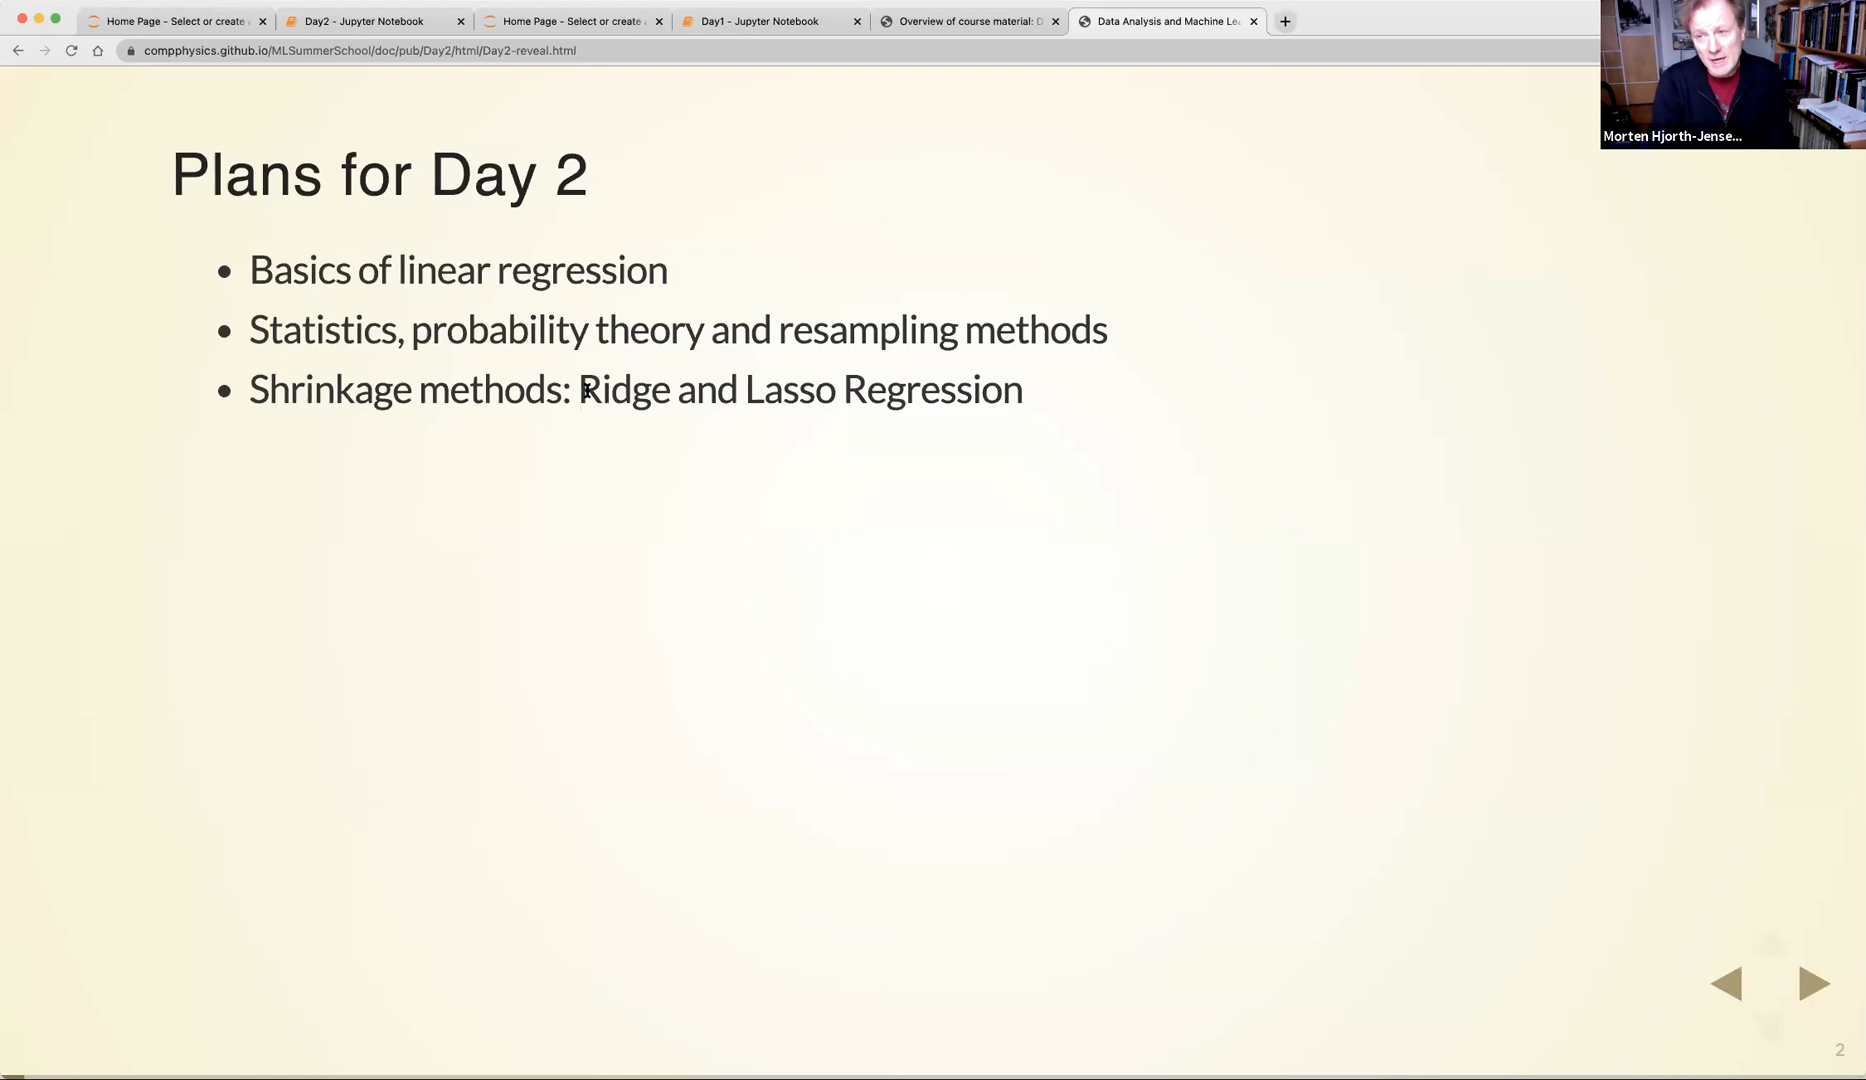 Home Page - Select or create a
Day2 - Jupyter Notebook
Home Page - Select or create a
Day1 - Jupyter Notebook
Overview of course material: D
Data Analysis and Machine Lea
compphysics.github.io/MLSummerSchool/doc/pub/Day2/html/Day2-reveal.html
Morten Hjorth-Jense...
Plans for Day 2
• Basics of linear regression
• Statistics, probability theory and resampling methods
• Shrinkage methods: Ridge and Lasso Regression
2